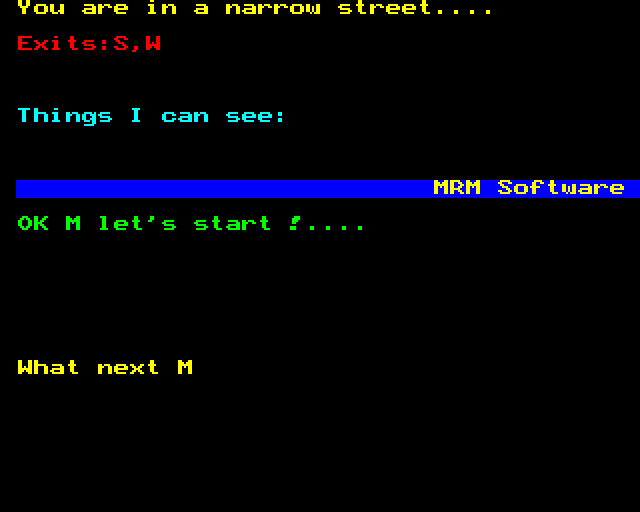 You are in a narrow street....
Exits:S,W
Things I can see:
MRM Software
OK M let's start !....
What next M